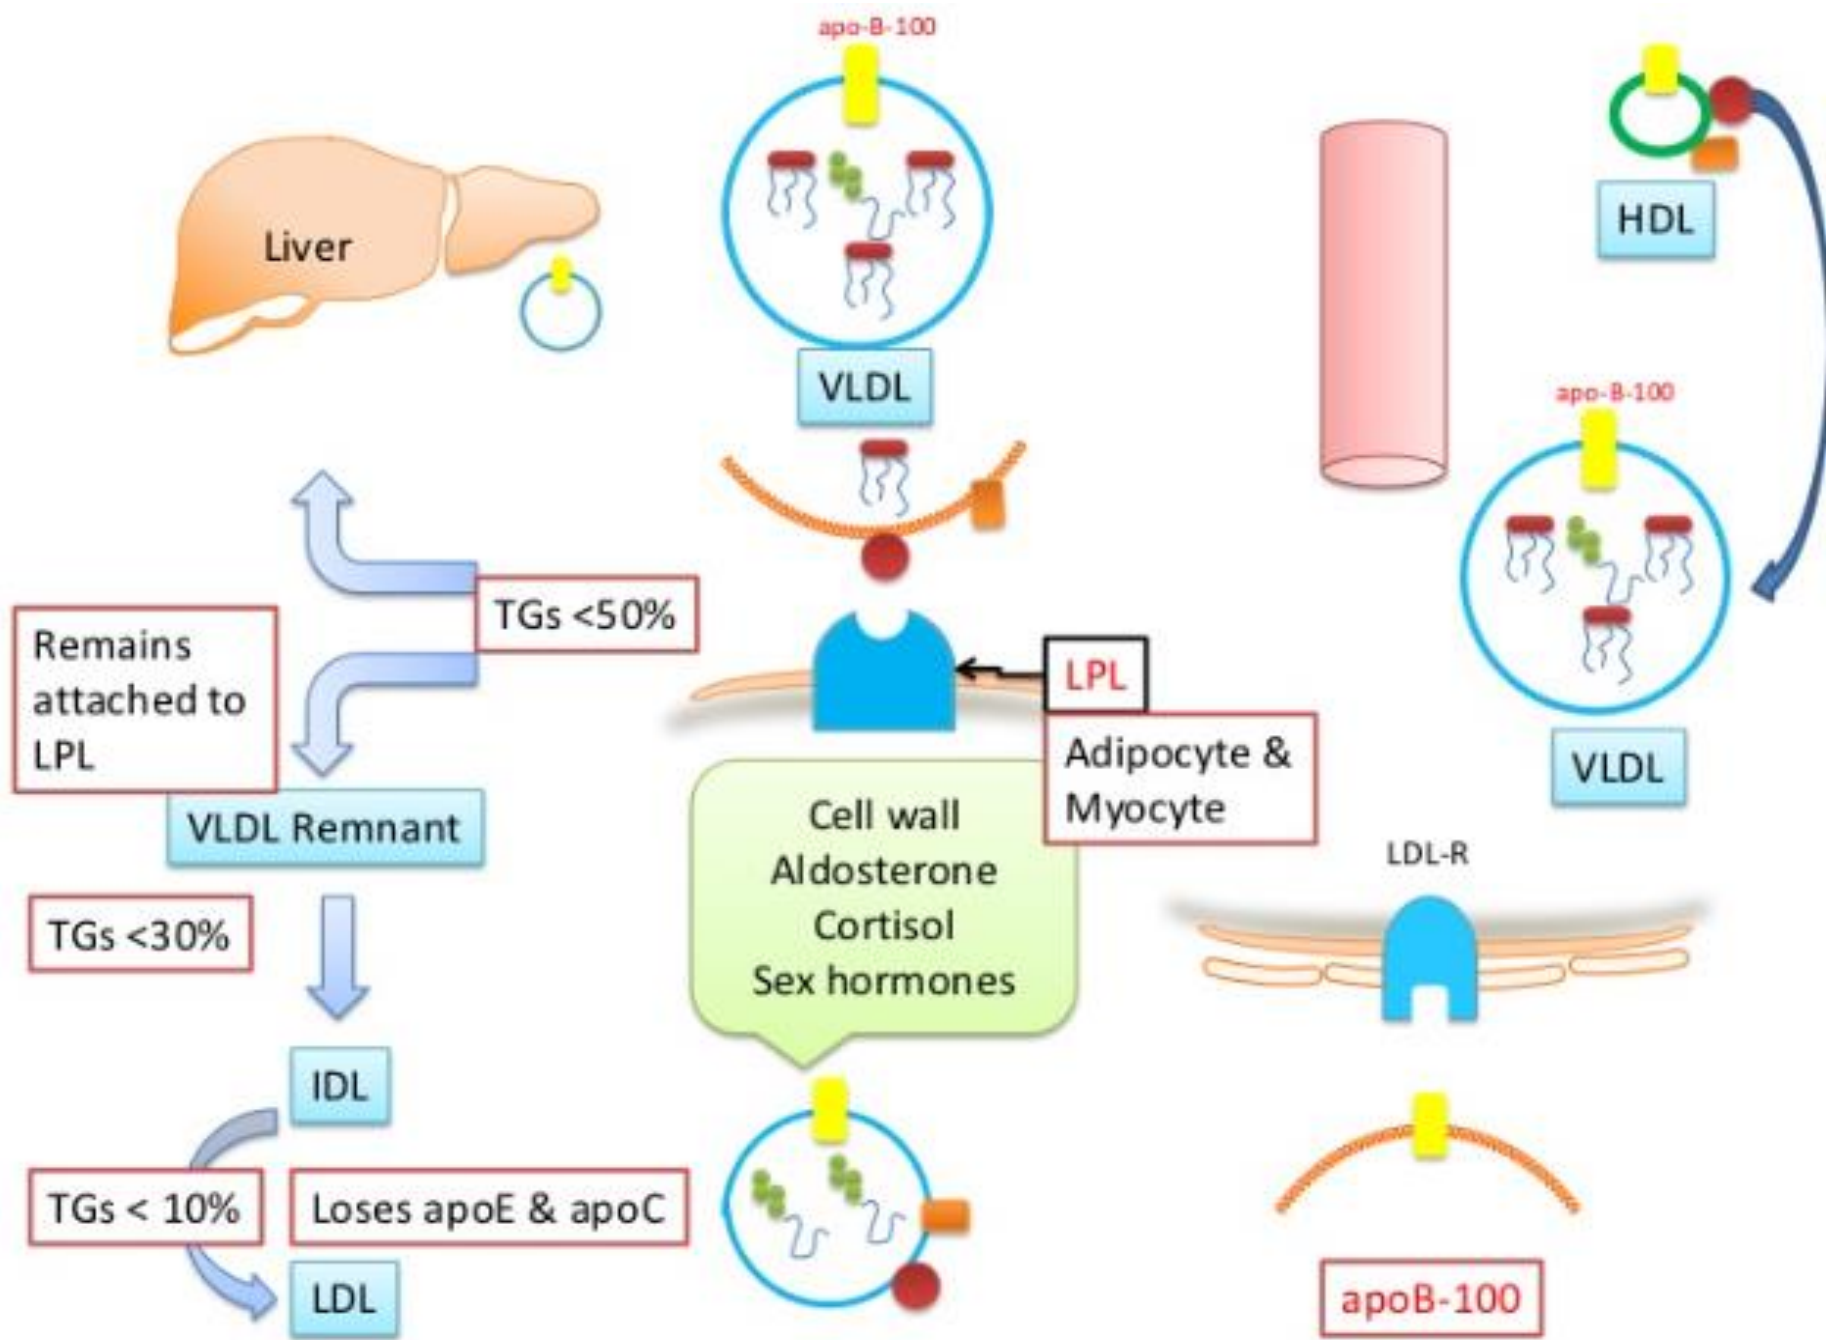 apo-B-100
Liver
VLDL
HDL
apo-B-100
VLDL
TGs <50%
Remains
attached to
LPL
VLDL Remnant
TGs <30%
IDL
TGs < 10%
Loses apoE & apoC
LDL
LPL
Adipocyte &
Myocyte
Cell wall
Aldosterone
Cortisol
Sex hormones
LDL-R
apoB-100